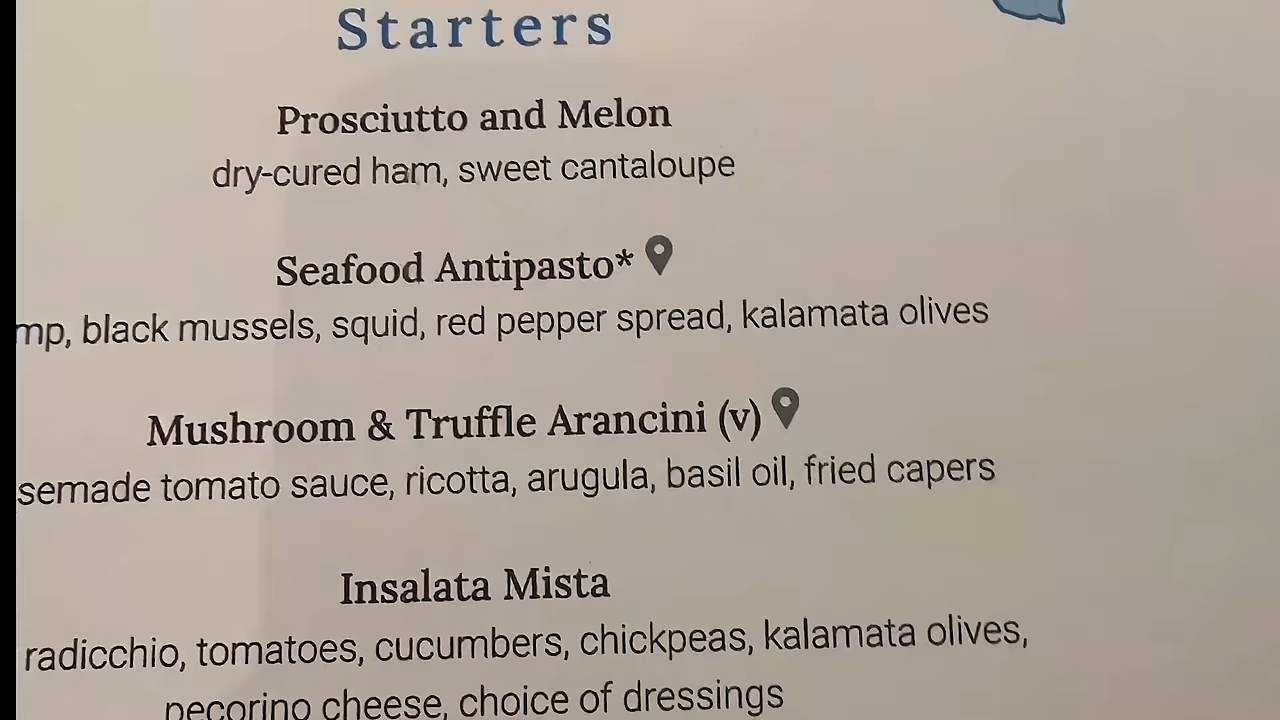 Starters
Prosciutto and Melon
dry-cured ham, sweet cantaloupe
Seafood Antipasto*
mp, black mussels, squid, red pepper spread, kalamata olives
Mushroom & Truffle Arancini (v)
semade tomato sauce, ricotta, arugula, basil oil, fried capers
Insalata Mista
radicchio, tomatoes, cucumbers, chickpeas, kalamata olives,
pecorino cheese, choice of dressings